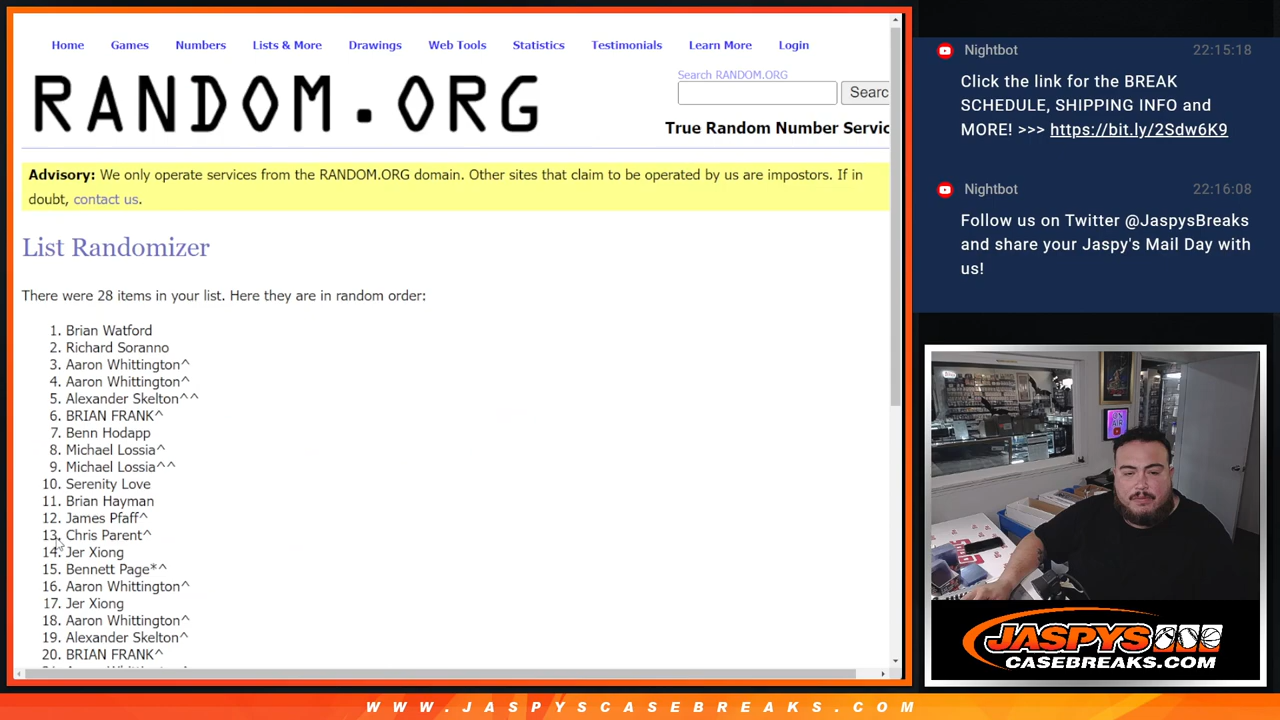 Home Games Numbers Lists & More Drawings Web Tools Statistics Testimonials Learn More Login
RANDOM.ORG
Search RANDOM.ORG
Searc
True Random Number Servic
Advisory: We only operate services from the RANDOM.ORG domain. Other sites that claim to be operated by us are impostors. If in
doubt, contact us.
List Randomizer
There were 28 items in your list. Here they are in random order:
1. Brian Watford
2. Richard Soranno
3. Aaron Whittington^
4. Aaron Whittington^
5. Alexander Skelton^^
6. BRIAN FRANK^
7. Benn Hodapp
8. Michael Lossia^
9. Michael Lossia^^
10. Serenity Love
11. Brian Hayman
12. James Pfaff^
13. Chris Parent^
14. Jer Xiong
15. Bennett Page*^
16. Aaron Whittington^
17. Jer Xiong
18. Aaron Whittington^
19. Alexander Skelton^
20. BRIAN FRANK^
Nightbot 22:15:18
Click the link for the BREAK
SCHEDULE, SHIPPING INFO and
MORE! >>> https://bit.ly/2Sdw6K9
Nightbot 22:16:08
Follow us on Twitter @JaspysBreaks
and share your Jaspy's Mail Day with
us!
JASPYS
CASEBREAKS.COM
WWW.JASPYSCASEBREAKS.COM